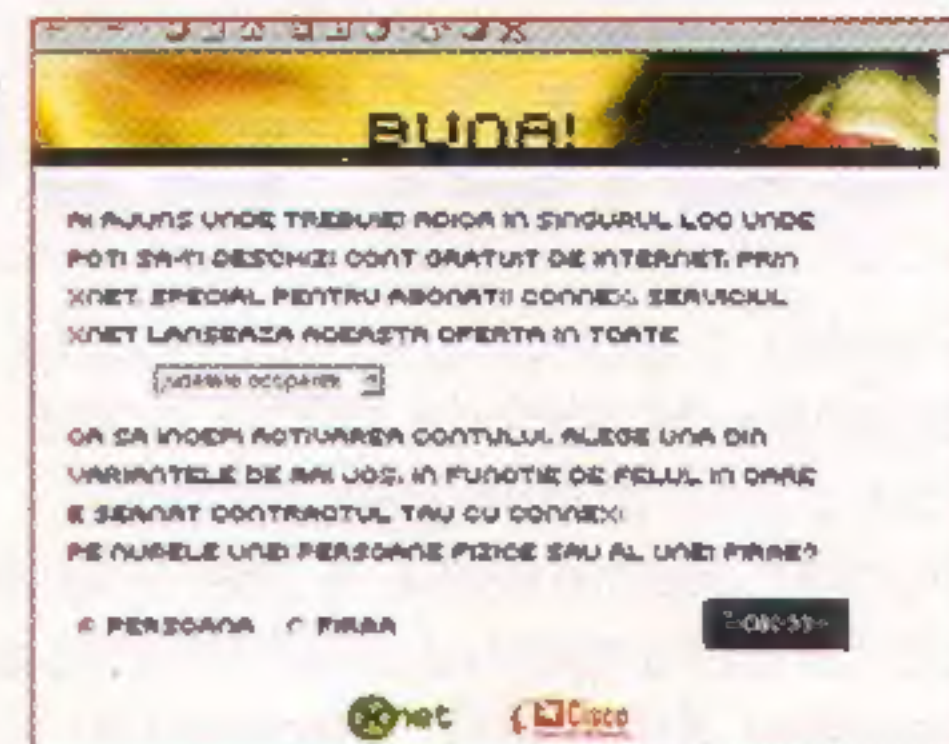 BUNA!
AI AJUNS UNDE TREBUIE! ADICA IN SINGURUL LOC UNDE
POTI SA-TI DESCHIZI CONT GRATUIT DE INTERNET, PRIN
XNET. SPECIAL PENTRU ABONATII CONNEX, SERVICIUL
XNET LANSEAZA ACEASTA OFERTA IN TOATE
CA SA INCEPI ACTIVAREA CONTULUI, ALEGE UNA DIN
VARIANTELE DE MAI JOS, IN FUNCTIE DE FELUL IN CARE
E SEMNAT CONTRACTUL TAU CU CONNEX:
PE NUMELE UNEI PERSOANE FIZICE SAU AL UNEI FIRME?
PERSOANA FIRMA
xnet Cisco